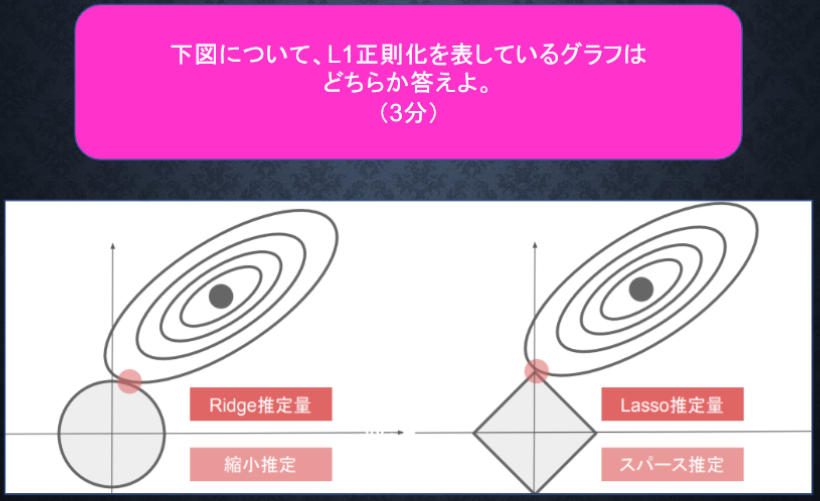 下図について、L1正則化を表しているグラフは
どちらか答えよ。
（3分）
Ridge推定量
縮小推定
Lasso推定量
スパース推定